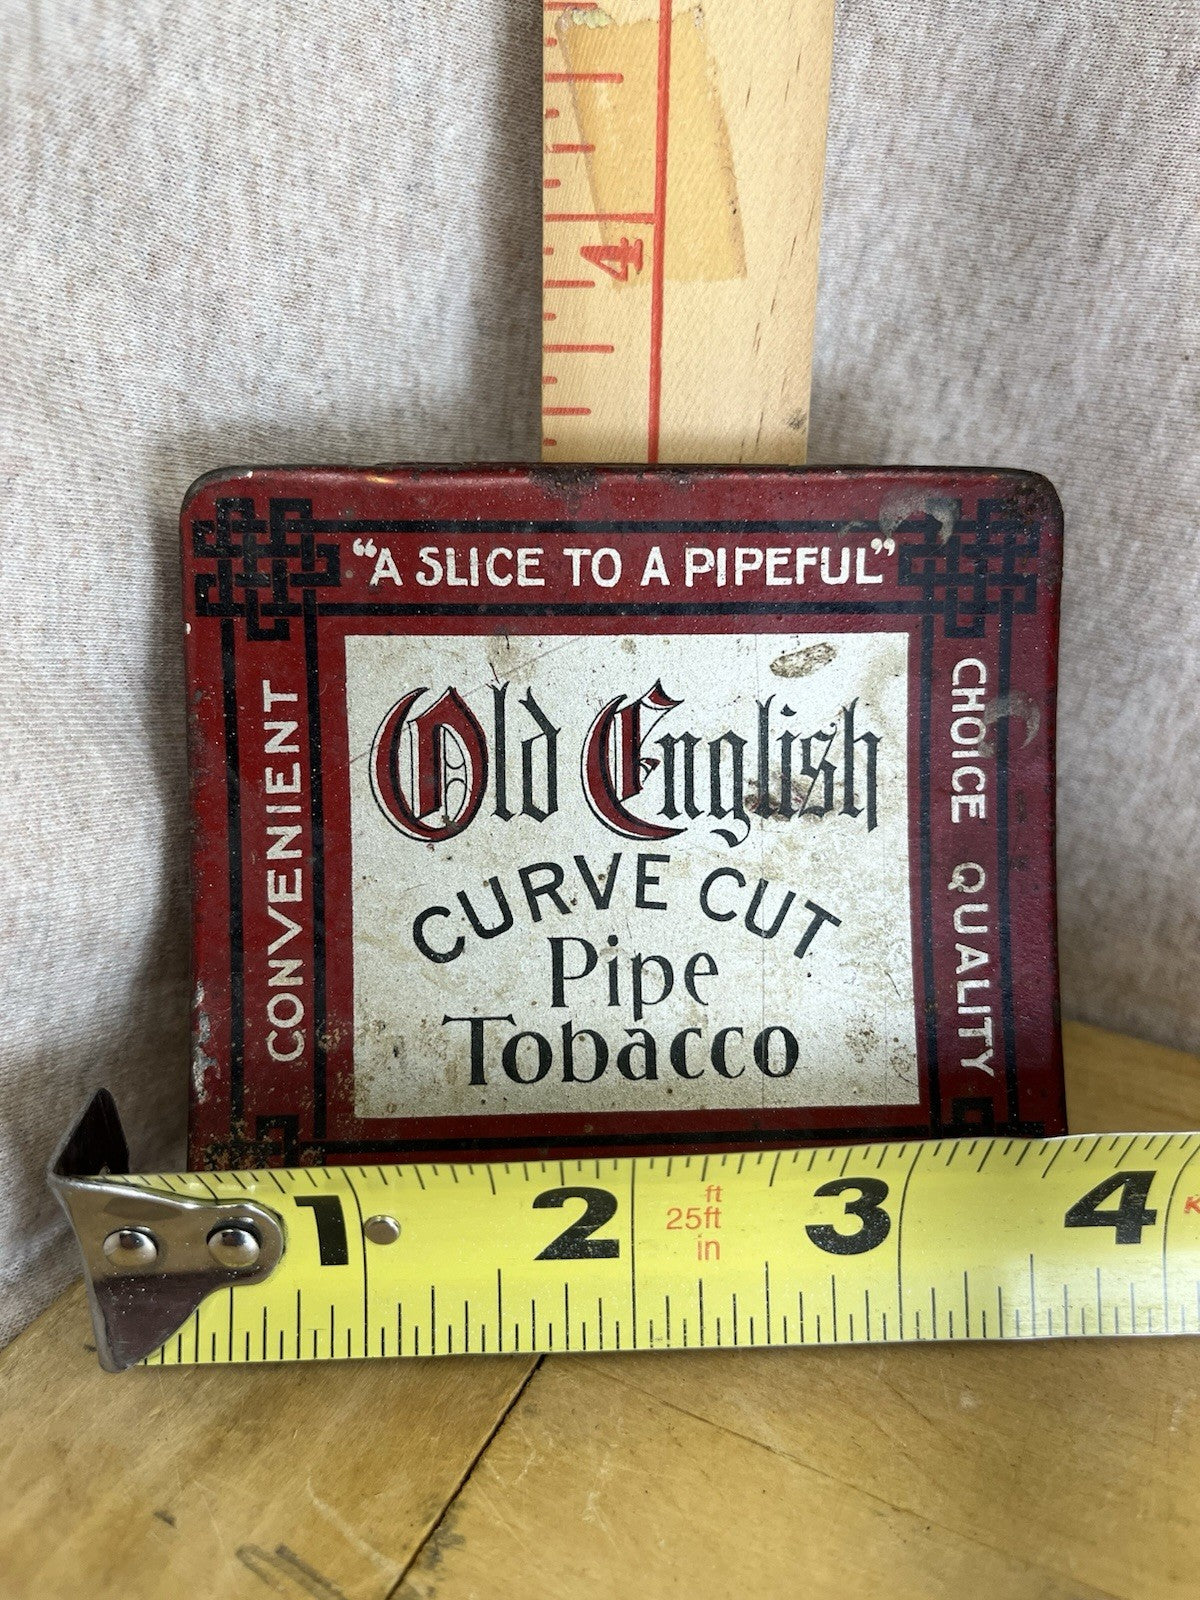 4
"A SLICE TO A PIPEFUL"
CONVENIENT
Old English
CURVE CUT
Pipe
Tobacco
CHOICE QUALITY
1 2 3 4
ft
25ft
in